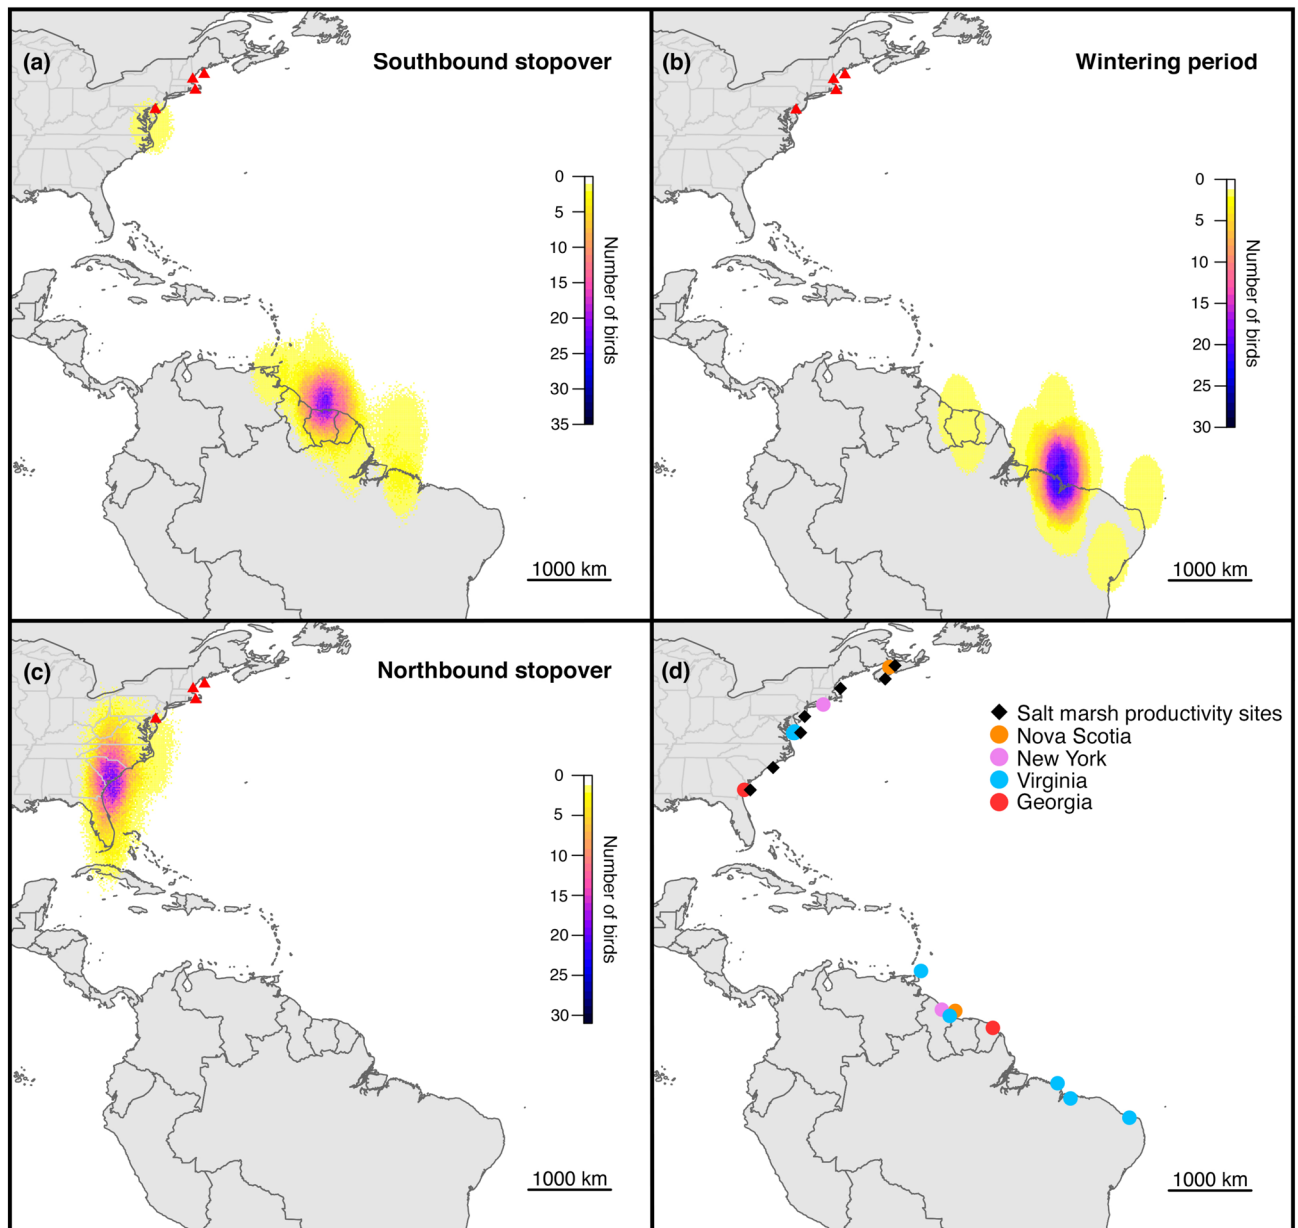 (a)
Southbound stopover
0
5
10
15
20
25
30
35
Number of birds
1000 km
(b)
Wintering period
0
5
10
15
20
25
30
Number of birds
1000 km
(c)
Northbound stopover
0
5
10
15
20
25
30
Number of birds
1000 km
(d)
Salt marsh productivity sites
Nova Scotia
New York
Virginia
Georgia
1000 km